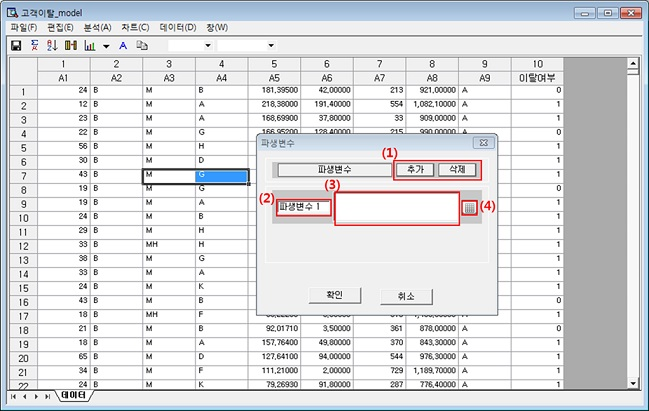 고객이탈_model
파일(F) 편집(E) 분석(A) 차트(C) 데이터(D) 창(W)
1 2 3 4 5 6 7 8 9 10
A1 A2 A3 A4 A5 A6 A7 A8 A9 이탈여부
1 24 B M B 181,39500 42,00000 213 921,00000 A 0
2 12 B M A 218,38000 191,40000 554 1,082,10000 A 1
3 23 B M A 168,69900 37,80000 33 909,00000 A 1
4 22 B M G 166,95200 128,40000 215 990,00000 A 0
5 56 B M H 1
6 30 B M D 1
7 43 B M G 1
8 19 B M G 0
9 19 B M A 1
10 24 B M B 1
11 29 B M H 1
12 33 B MH H 1
13 38 B M G 1
14 33 B M A 1
15 24 B M K 1
16 43 B M B 0
17 18 B MH F 1
18 21 B M B 92,01710 3,50000 361 878,00000 A 0
19 18 B M A 157,76400 49,80000 370 843,30000 A 1
20 65 B M D 127,64100 94,00000 544 976,30000 A 1
21 34 B M F 111,21000 2,00000 729 1,189,70000 A 1
22 24 B M K 79,26930 91,80000 287 776,40000 A 1
파생변수
(1)
파생변수 추가 삭제
(2) (3) (4)
파생변수 1
확인 취소
데이터